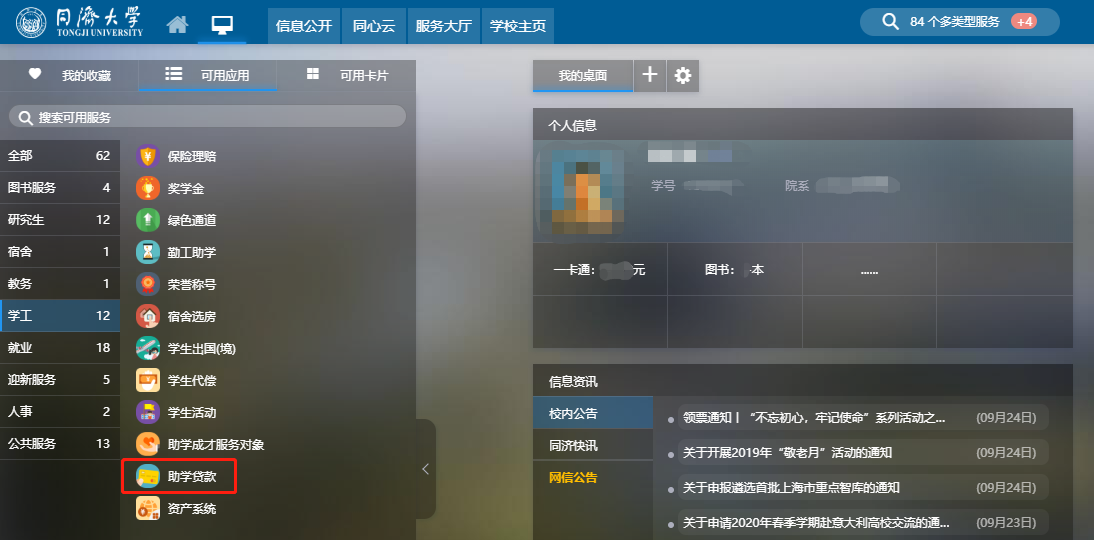 同濟大学
TONGJI UNIVERSITY
信息公开 同心云 服务大厅 学校主页
84 个多类型服务 +4
我的收藏 可用应用 可用卡片
搜索可用服务
全部 62
图书服务 4
研究生 12
宿舍 1
教务 1
学工 12
就业 18
迎新服务 5
人事 2
公共服务 13
保险理赔
奖学金
绿色通道
勤工助学
荣誉称号
宿舍选房
学生出国(境)
学生代偿
学生活动
助学成才服务对象
助学贷款
资产系统
我的桌面
个人信息
学号 院系
一卡通: 元 图书: 本 ......
信息资讯
校内公告
同济快讯
网信公告
领票通知丨“不忘初心，牢记使命”系列活动之... (09月24日)
关于开展2019年“敬老月”活动的通知 (09月24日)
关于申报遴选首批上海市重点智库的通知 (09月24日)
关于申请2020年春季学期赴意大利高校交流的通... (09月23日)